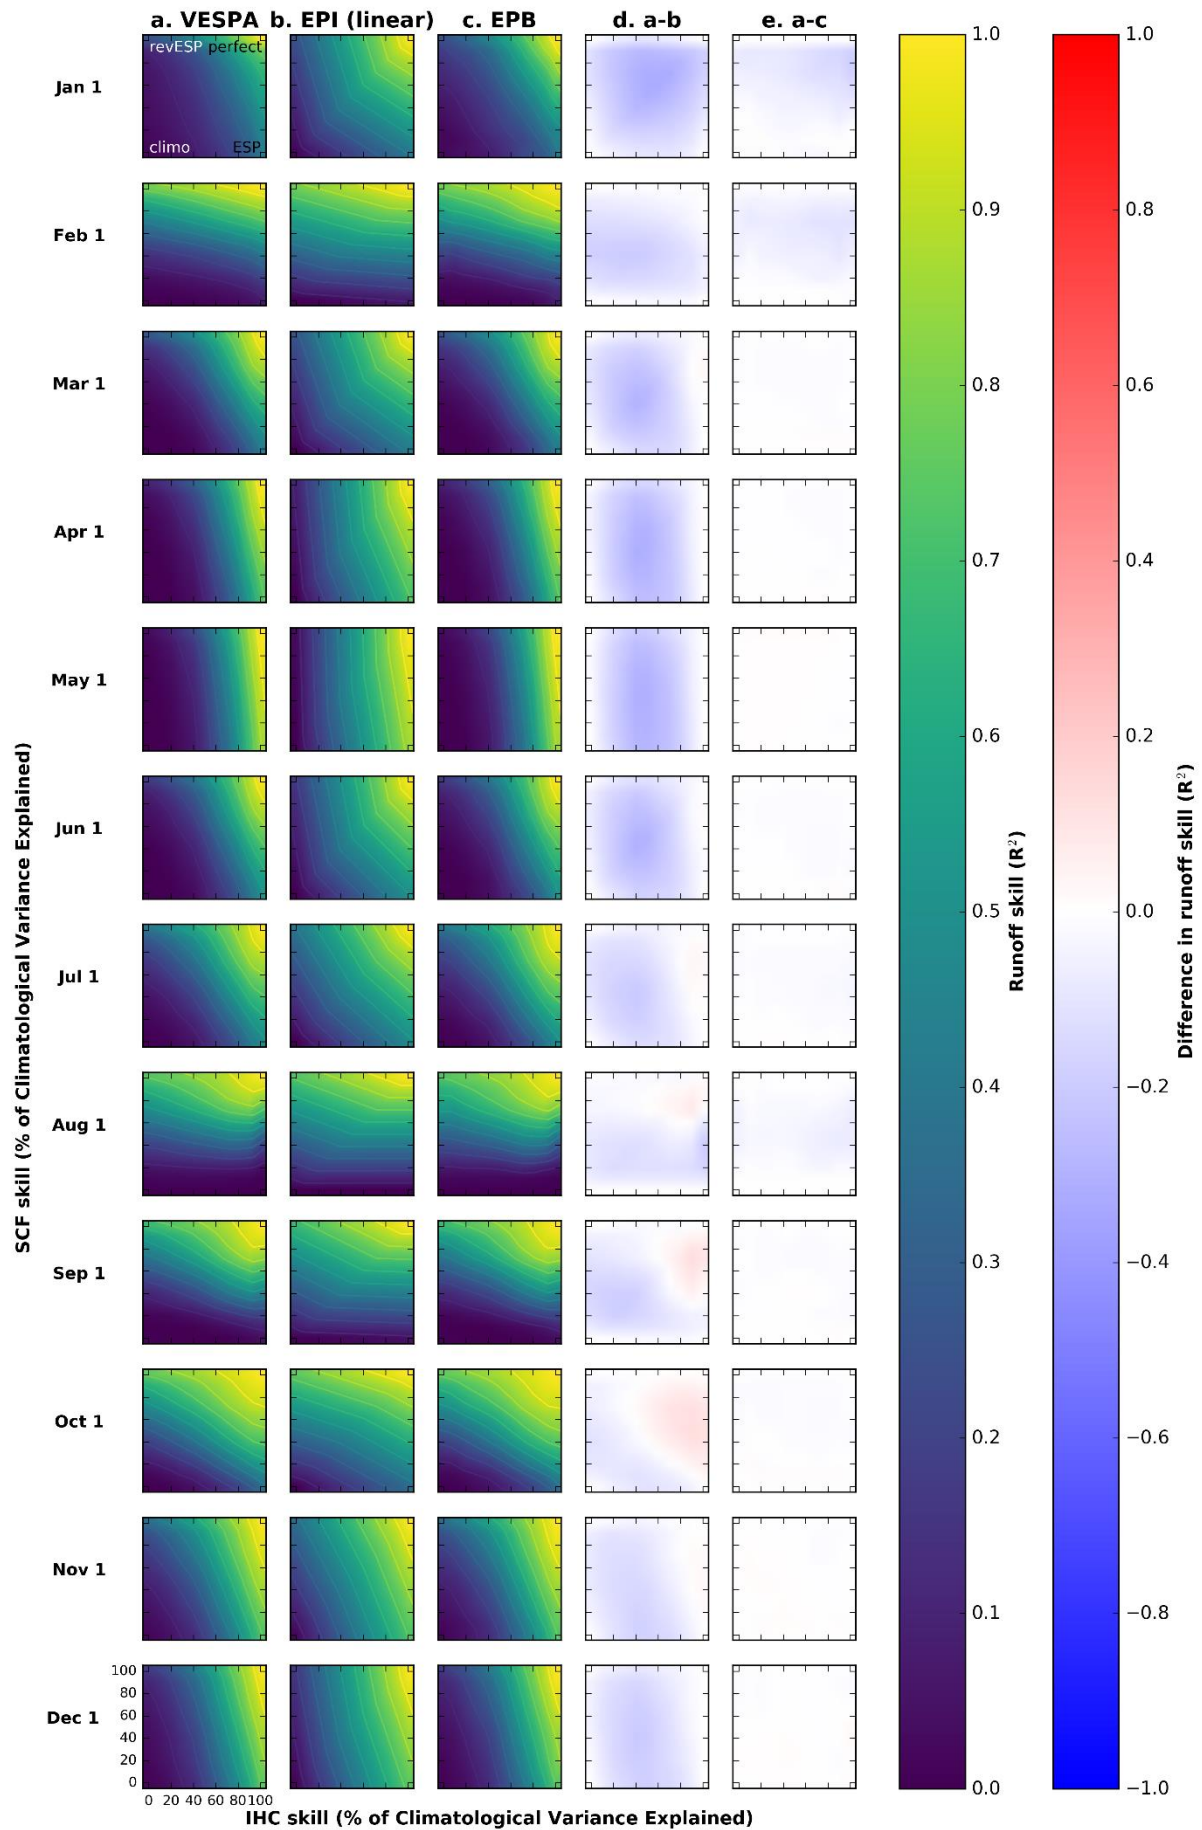 a. VESPA b. EPI (linear) c. EPB d. a-b e. a-c
revESP perfect
climo ESP
Jan 1
Feb 1
Mar 1
Apr 1
May 1
Jun 1
Jul 1
Aug 1
Sep 1
Oct 1
Nov 1
Dec 1
100
80
60
40
20
0
0 20 40 60 80 100
IHC skill (% of Climatological Variance Explained)
SCF skill (% of Climatological Variance Explained)
1.0
0.9
0.8
0.7
0.6
0.5
0.4
0.3
0.2
0.1
0.0
Runoff skill (R²)
1.0
0.8
0.6
0.4
0.2
0.0
−0.2
−0.4
−0.6
−0.8
−1.0
Difference in runoff skill (R²)